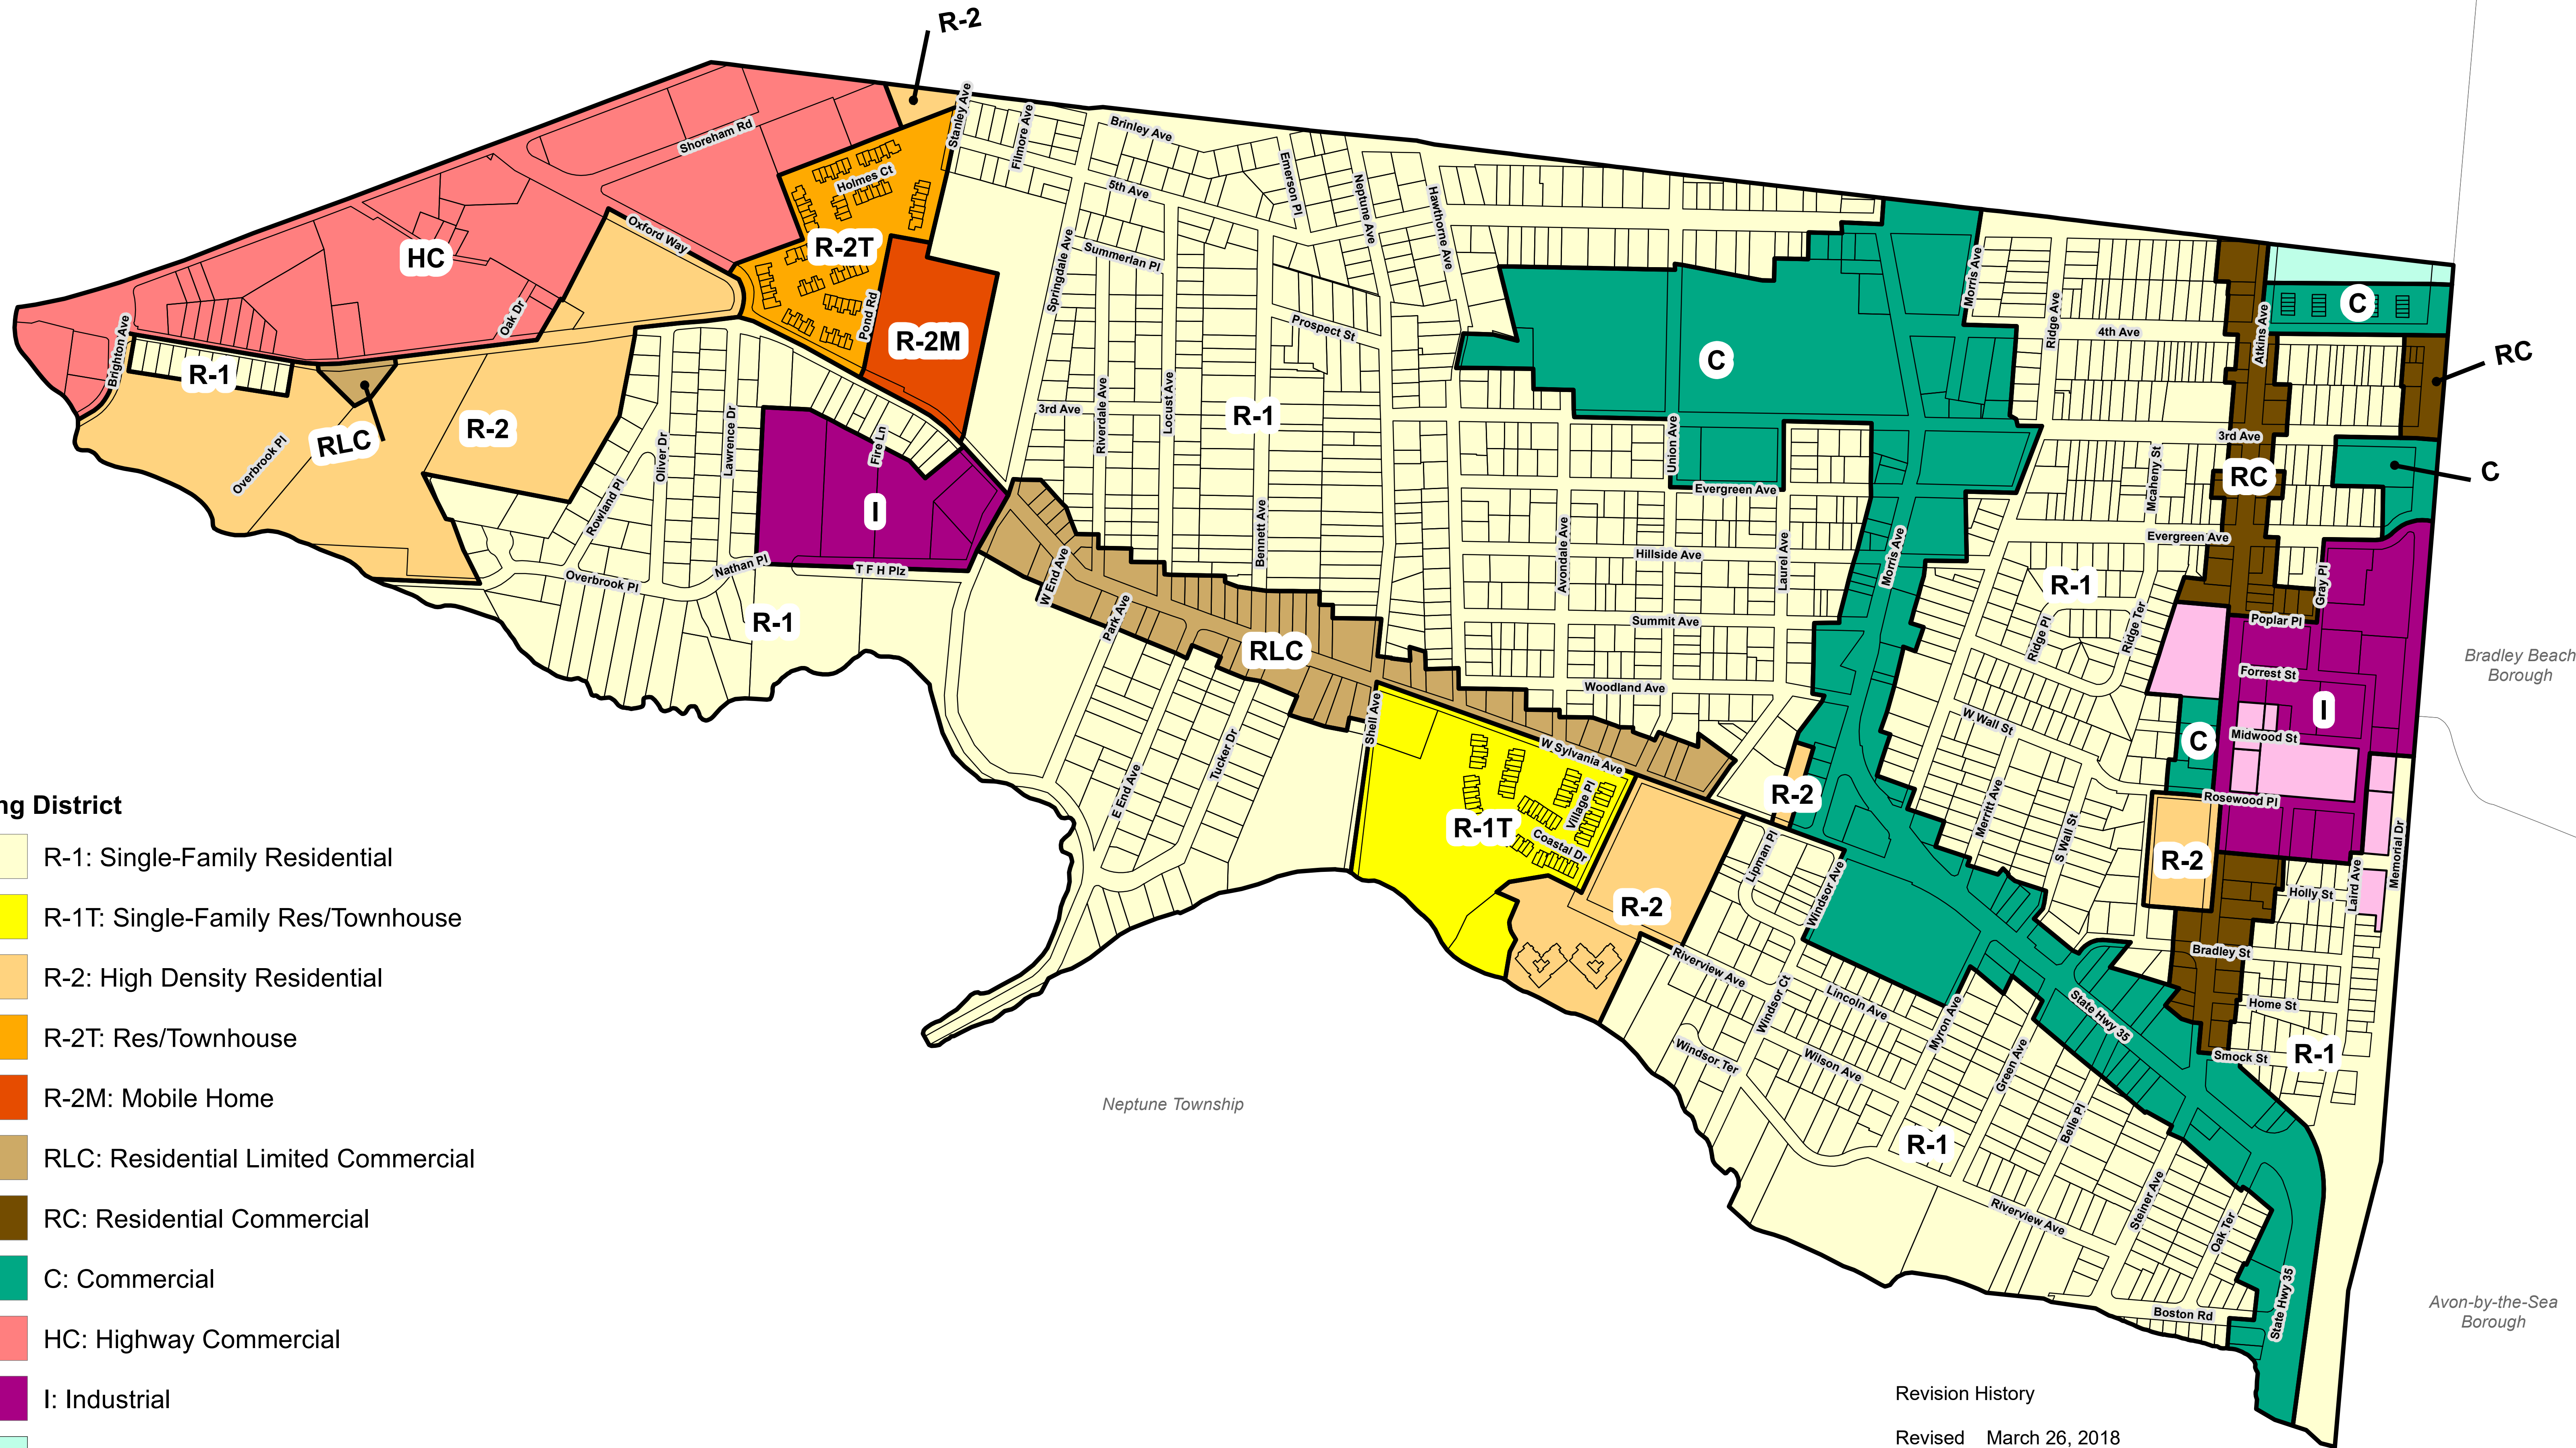 R-2
Stanley Ave
Filmore Ave
Brinley Ave
Shoreham Rd
Holmes Ct
5th Ave
Emerson Pl
Neptune Ave
Hawthorne Ave
Oxford Way
R-2T
HC
Springdale Ave
Summerlan Pl
Morris Ave
Ridge Ave
4th Ave
Atkins Ave
C
RC
Oak Dr
Pond Rd
R-2M
Prospect St
C
Brighton Ave
R-1
RLC
R-2
Overbrook Pl
Oliver Dr
Lawrence Dr
Fire Ln
3rd Ave
Riverdale Ave
Locust Ave
R-1
Union Ave
3rd Ave
Mcaheny St
RC
C
Rowland Pl
I
Bennett Ave
Evergreen Ave
Evergreen Ave
Avondale Ave
Hillside Ave
Laurel Ave
Morris Ave
R-1
Gray Pl
Nathan Pl
T F H Plz
Overbrook Pl
W End Ave
Park Ave
R-1
Summit Ave
Ridge Pl
Ridge Ter
Poplar Pl
RLC
Woodland Ave
Forrest St
Bradley Beach
Borough
Shell Ave
W Sylvania Ave
W Wall St
I
C
Midwood St
Tucker Dr
E End Ave
Village Pl
R-2
Merritt Ave
S Wall St
Rosewood Pl
Memorial Dr
R-1T
Coastal Dr
Lipman Pl
Windsor Ave
R-2
Laird Ave
Holly St
R-2
Riverview Ave
Windsor Ct
Lincoln Ave
Myron Ave
Bradley St
Home St
State Hwy 35
Smock St
R-1
Windsor Ter
Wilson Ave
Green Ave
Belle Pl
R-1
Neptune Township
Riverview Ave
Steiner Ave
Oak Ter
State Hwy 35
Boston Rd
Avon-by-the-Sea
Borough
ng District
R-1: Single-Family Residential
R-1T: Single-Family Res/Townhouse
R-2: High Density Residential
R-2T: Res/Townhouse
R-2M: Mobile Home
RLC: Residential Limited Commercial
RC: Residential Commercial
C: Commercial
HC: Highway Commercial
I: Industrial
Revision History
Revised March 26, 2018